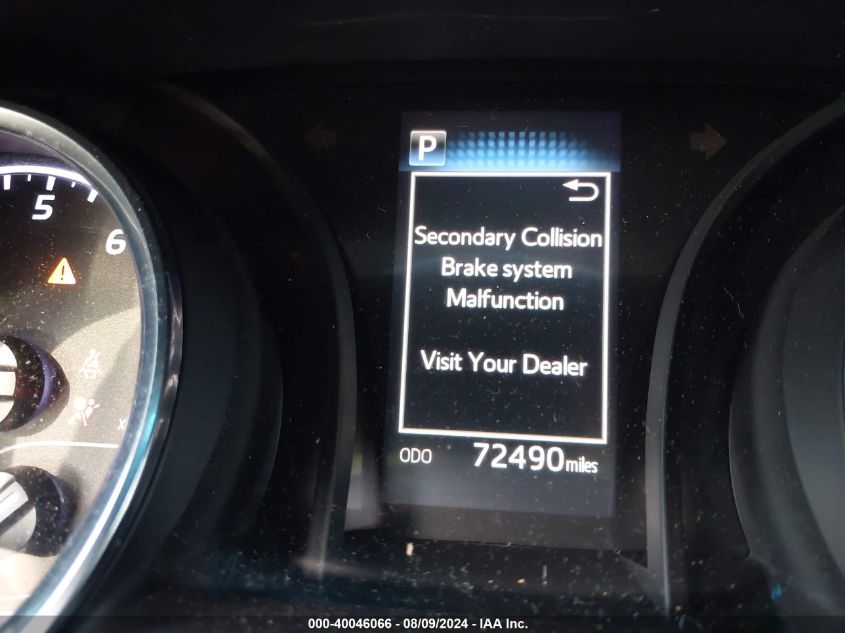 P
5
6
Secondary Collision
Brake system
Malfunction
Visit Your Dealer
ODO 72490 miles
000-40046066 - 08/09/2024 - IAA Inc.